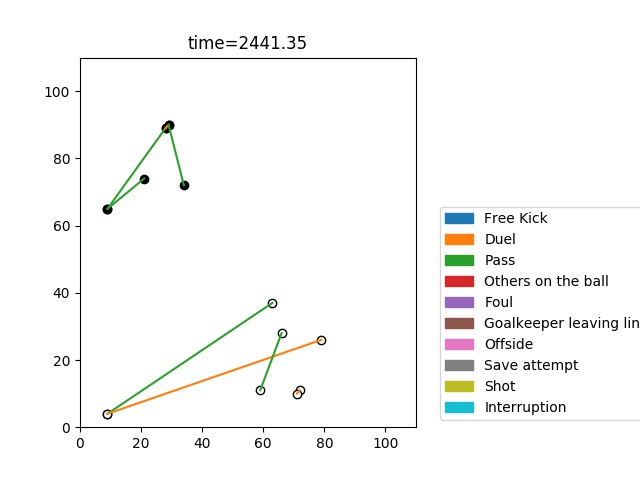 time=2441.35
100
80
60
40
20
0
0 20 40 60 80 100
Free Kick
Duel
Pass
Others on the ball
Foul
Goalkeeper leaving lin
Offside
Save attempt
Shot
Interruption